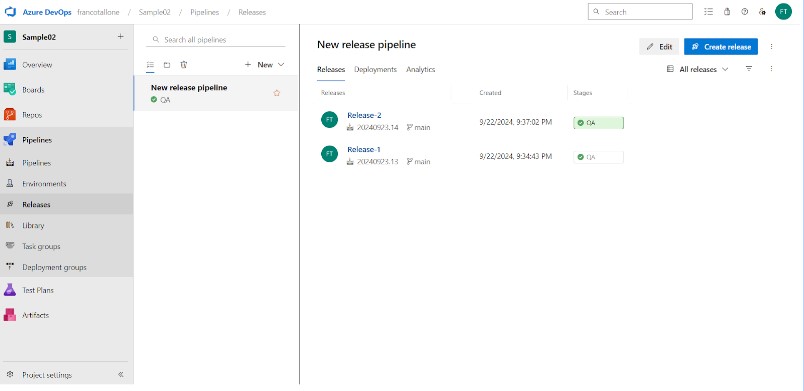 Azure DevOps francotallone / Sample02 / Pipelines / Releases
Search
FT
S Sample02
Overview
Boards
Repos
Pipelines
Pipelines
Environments
Releases
Library
Task groups
Deployment groups
Test Plans
Artifacts
Project settings
Search all pipelines
New
New release pipeline
QA
New release pipeline
Edit
Create release
Releases Deployments Analytics
All releases
Releases Created Stages
FT Release-2
20240923.14 main
9/22/2024, 9:37:02 PM
QA
FT Release-1
20240923.13 main
9/22/2024, 9:34:43 PM
QA